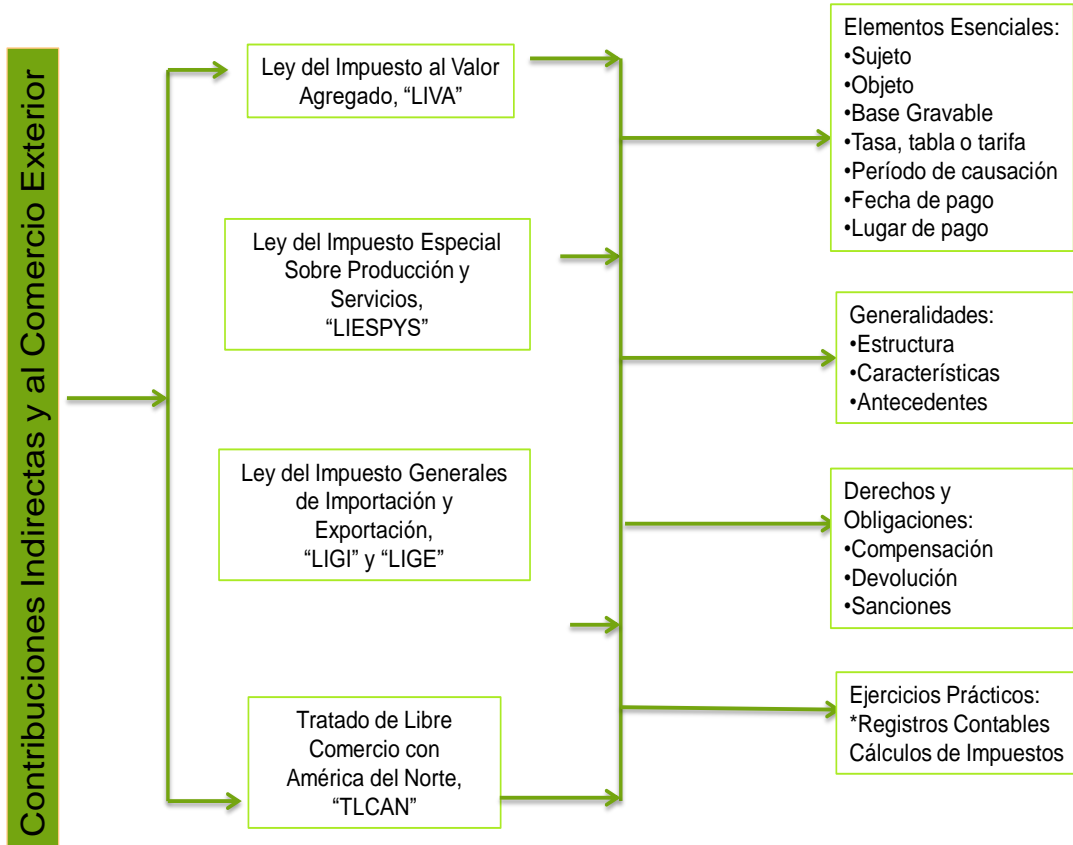 Contribuciones Indirectas y al Comercio Exterior
Ley del Impuesto al Valor
Agregado, “LIVA”
Ley del Impuesto Especial
Sobre Producción y
Servicios,
“LIESPYS”
Ley del Impuesto Generales
de Importación y
Exportación,
“LIGI” y “LIGE”
Tratado de Libre
Comercio con
América del Norte,
“TLCAN”
Elementos Esenciales:
•Sujeto
•Objeto
•Base Gravable
•Tasa, tabla o tarifa
•Período de causación
•Fecha de pago
•Lugar de pago
Generalidades:
•Estructura
•Características
•Antecedentes
Derechos y
Obligaciones:
•Compensación
•Devolución
•Sanciones
Ejercicios Prácticos:
*Registros Contables
Cálculos de Impuestos